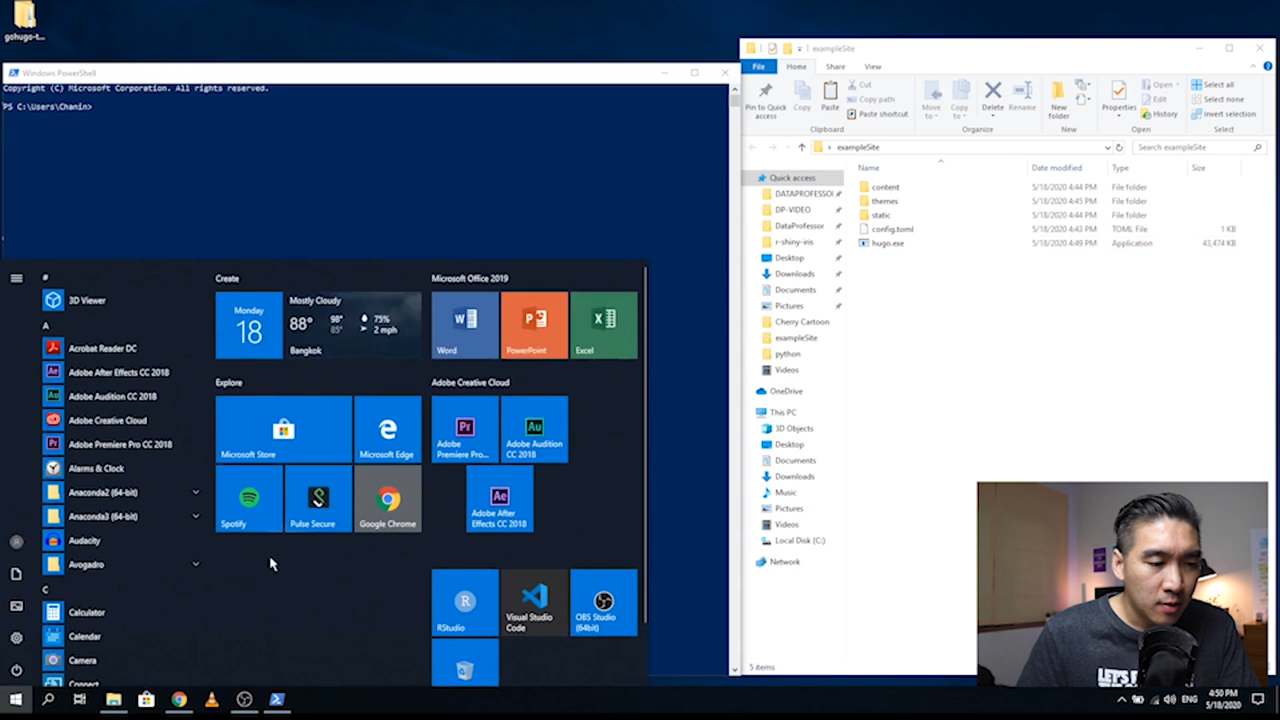 gohugo-t...
Windows PowerShell
Copyright (C) Microsoft Corporation. All rights reserved.
PS C:\Users\Chanin>
#
3D Viewer
A
Acrobat Reader DC
Adobe After Effects CC 2018
Adobe Audition CC 2018
Adobe Creative Cloud
Adobe Premiere Pro CC 2018
Alarms & Clock
Anaconda2 (64-bit)
Anaconda3 (64-bit)
Audacity
Avogadro
C
Calculator
Calendar
Camera
Connect
Create
Monday
18
Mostly Cloudy
88° 98° 85° 75% 2 mph
Bangkok
Explore
Microsoft Store
Microsoft Edge
Spotify
Pulse Secure
Google Chrome
Microsoft Office 2019
Word
PowerPoint
Excel
Adobe Creative Cloud
Adobe Premiere Pro...
Adobe Audition CC 2018
Adobe After Effects CC 2018
RStudio
Visual Studio Code
OBS Studio (64bit)
exampleSite
File Home Share View
Pin to Quick access
Copy
Paste
Cut
Copy path
Paste shortcut
Move to
Copy to
Delete
Rename
New folder
Properties
Open
Edit
History
Select all
Select none
Invert selection
Clipboard Organize New Open Select
exampleSite
Search exampleSite
Name Date modified Type Size
content 5/18/2020 4:44 PM File folder
themes 5/18/2020 4:45 PM File folder
static 5/18/2020 4:44 PM File folder
config.toml 5/18/2020 4:43 PM TOML File 1 KB
hugo.exe 5/18/2020 4:49 PM Application 43,474 KB
Quick access
DATAPROFESSO
DP-VIDEO
DataProfessor
r-shiny-iris
Desktop
Downloads
Documents
Pictures
Cherry Cartoon
exampleSite
python
Videos
OneDrive
This PC
3D Objects
Desktop
Documents
Downloads
Music
Pictures
Videos
Local Disk (C:)
Network
5 items
LET'S
ENG
4:50 PM
5/18/2020